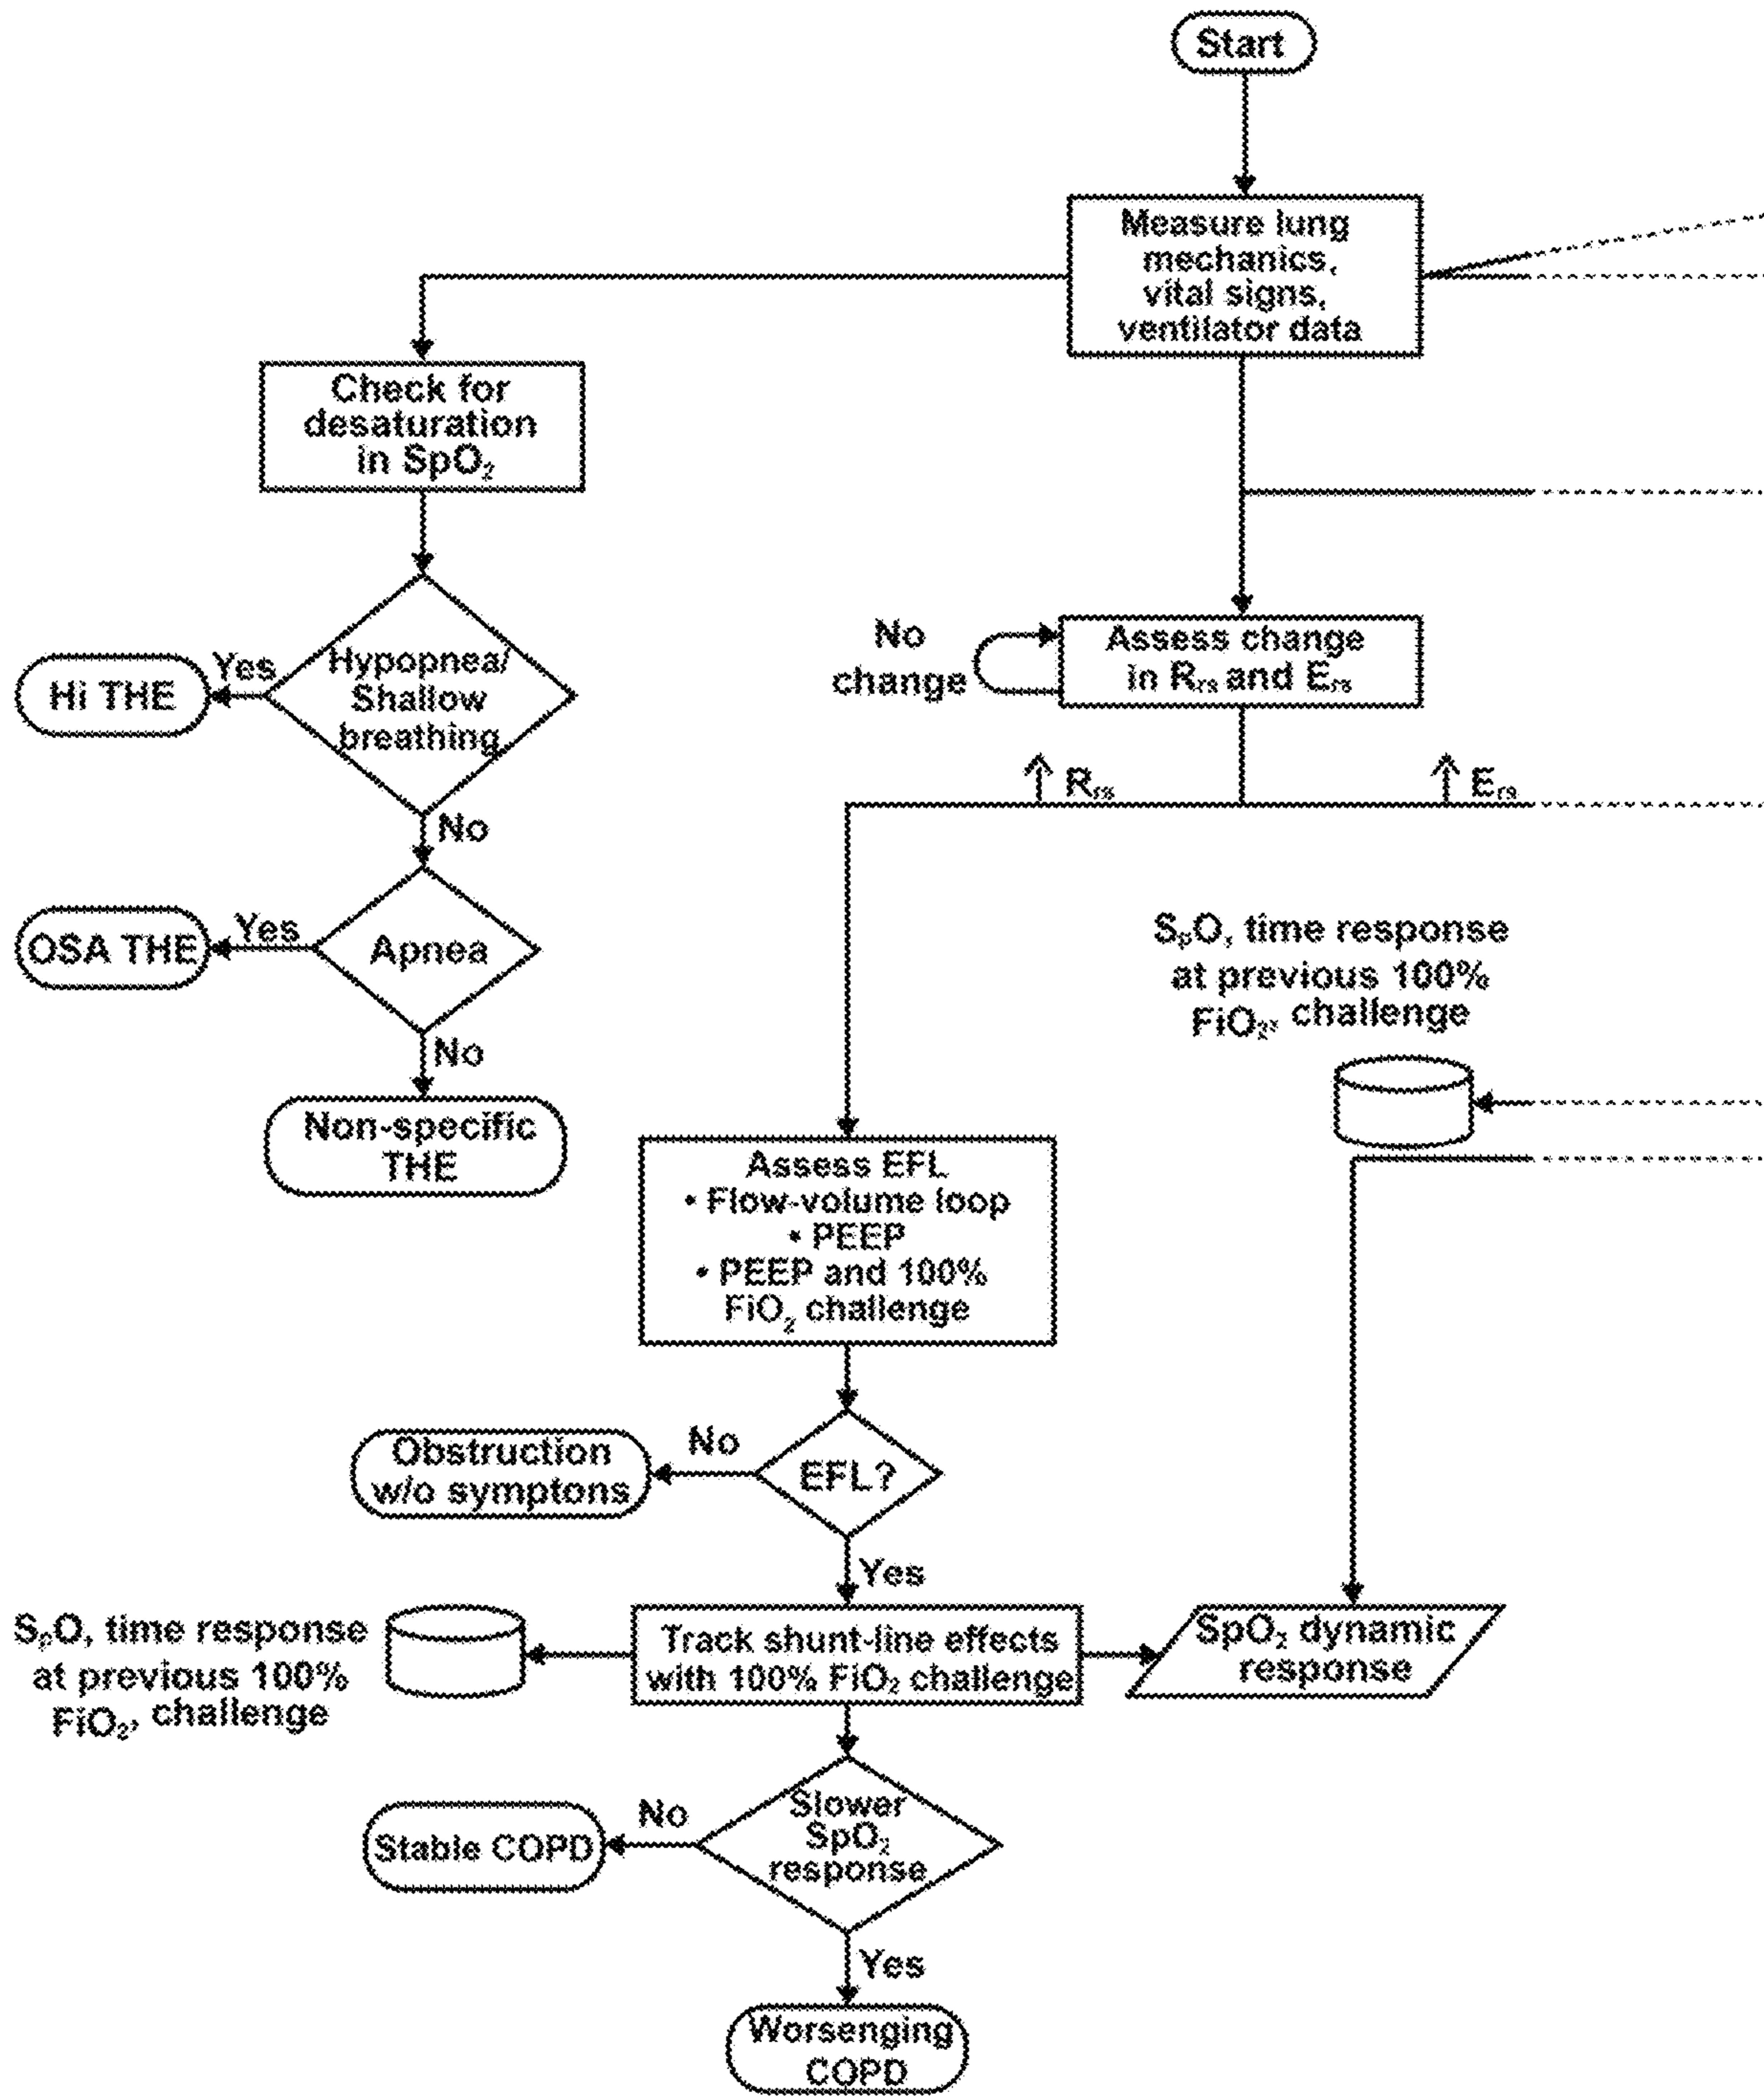 Start
Measure lung
mechanics,
vital signs,
ventilator data
Check for
desaturation
in SpO₂
Hypopnea/
Shallow
breathing
Yes
Hi THE
No
Apnea
Yes
OSA THE
No
Non-specific
THE
No
change
Assess change
in Rrs and Ers
↑ Rrs
↑ Ers
SpO, time response
at previous 100%
FiO₂, challenge
Assess EFL
• Flow-volume loop
• PEEP
• PEEP and 100%
FiO₂ challenge
EFL?
No
Obstruction
w/o symptons
Yes
SpO, time response
at previous 100%
FiO₂, challenge
Track shunt-line effects
with 100% FiO₂ challenge
SpO₂ dynamic
response
Slower
SpO₂
response
No
Stable COPD
Yes
Worsenging
COPD